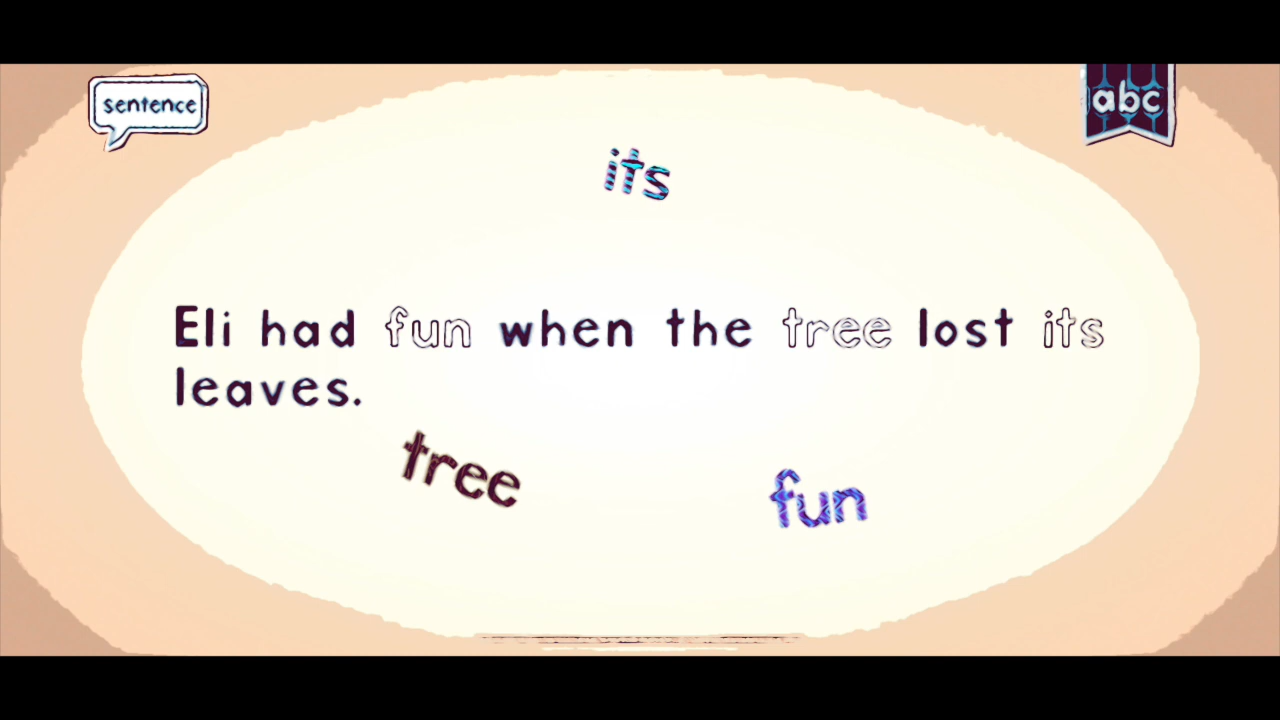 sentence
abc
its
Eli had fun when the tree lost its
leaves.
tree
fun